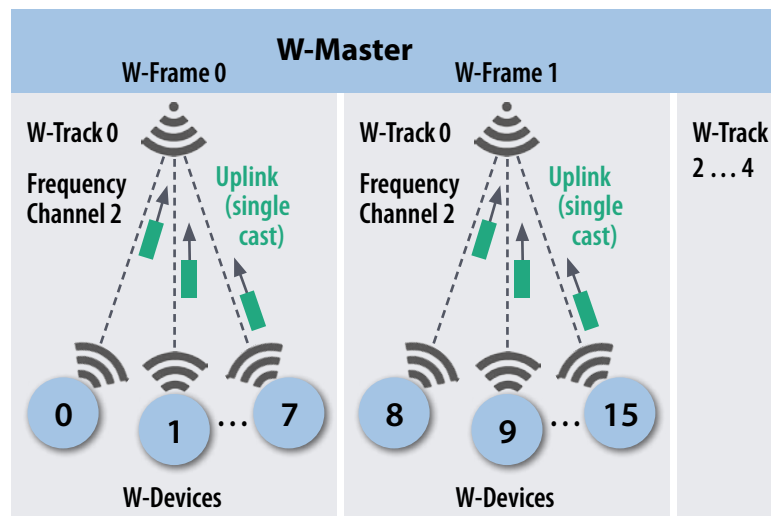 W-Master
W-Frame 0
W-Frame 1
W-Track 0
Frequency
Channel 2
Uplink
(single
cast)
0
1
...
7
W-Devices
W-Track 0
Frequency
Channel 2
Uplink
(single
cast)
8
9
...
15
W-Devices
W-Track
2 ... 4